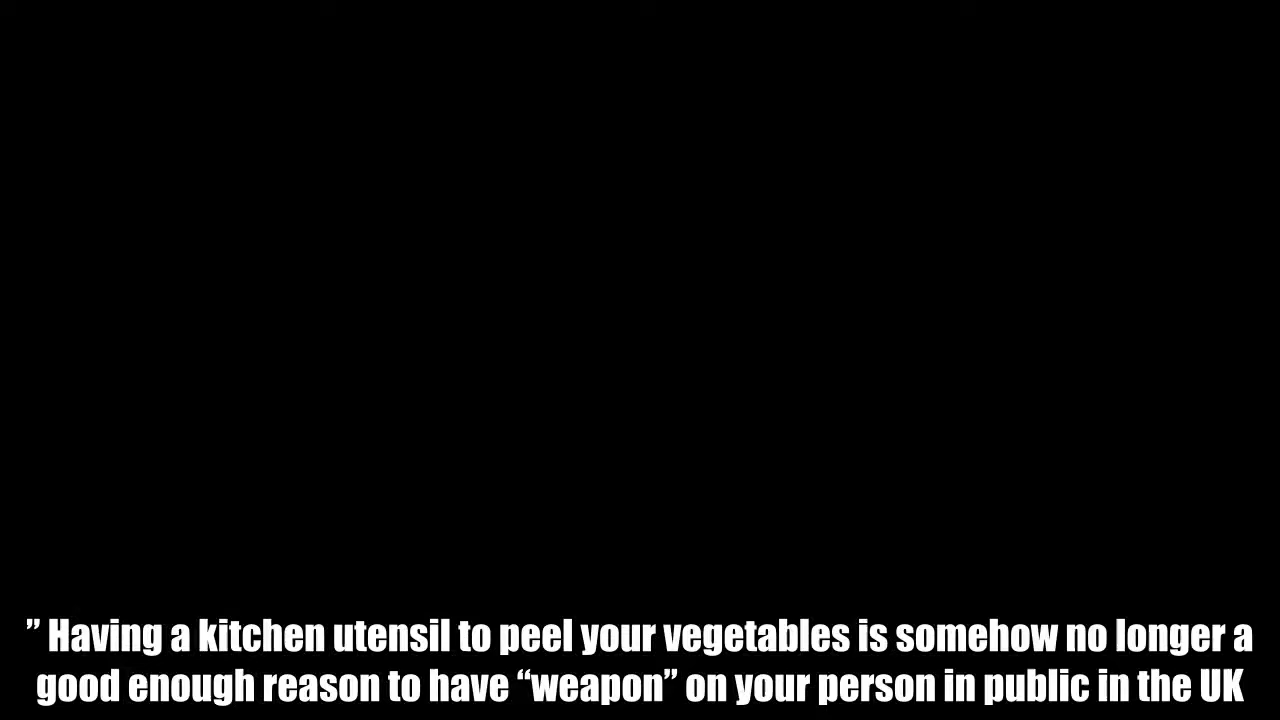 ” Having a kitchen utensil to peel your vegetables is somehow no longer a
good enough reason to have “weapon” on your person in public in the UK